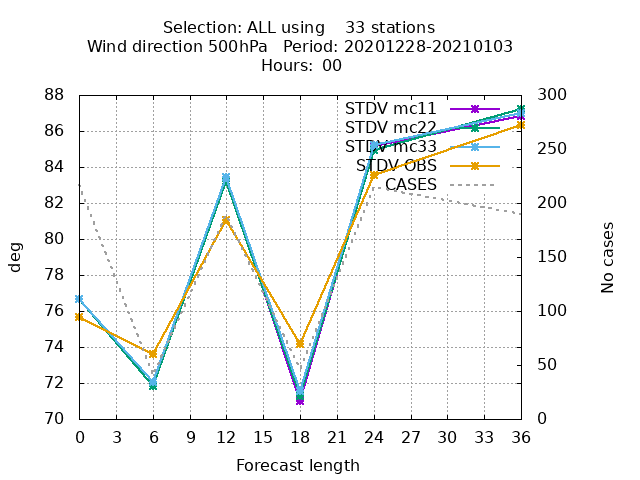 Selection: ALL using    33 stations
Wind direction 500hPa   Period: 20201228-20210103
Hours: 00
88
86
84
82
80
78
76
74
72
70
deg
STDV mc11
STDV mc22
STDV mc33
STDV OBS
CASES
300
250
200
150
100
50
0
No cases
0 3 6 9 12 15 18 21 24 27 30 33 36
Forecast length